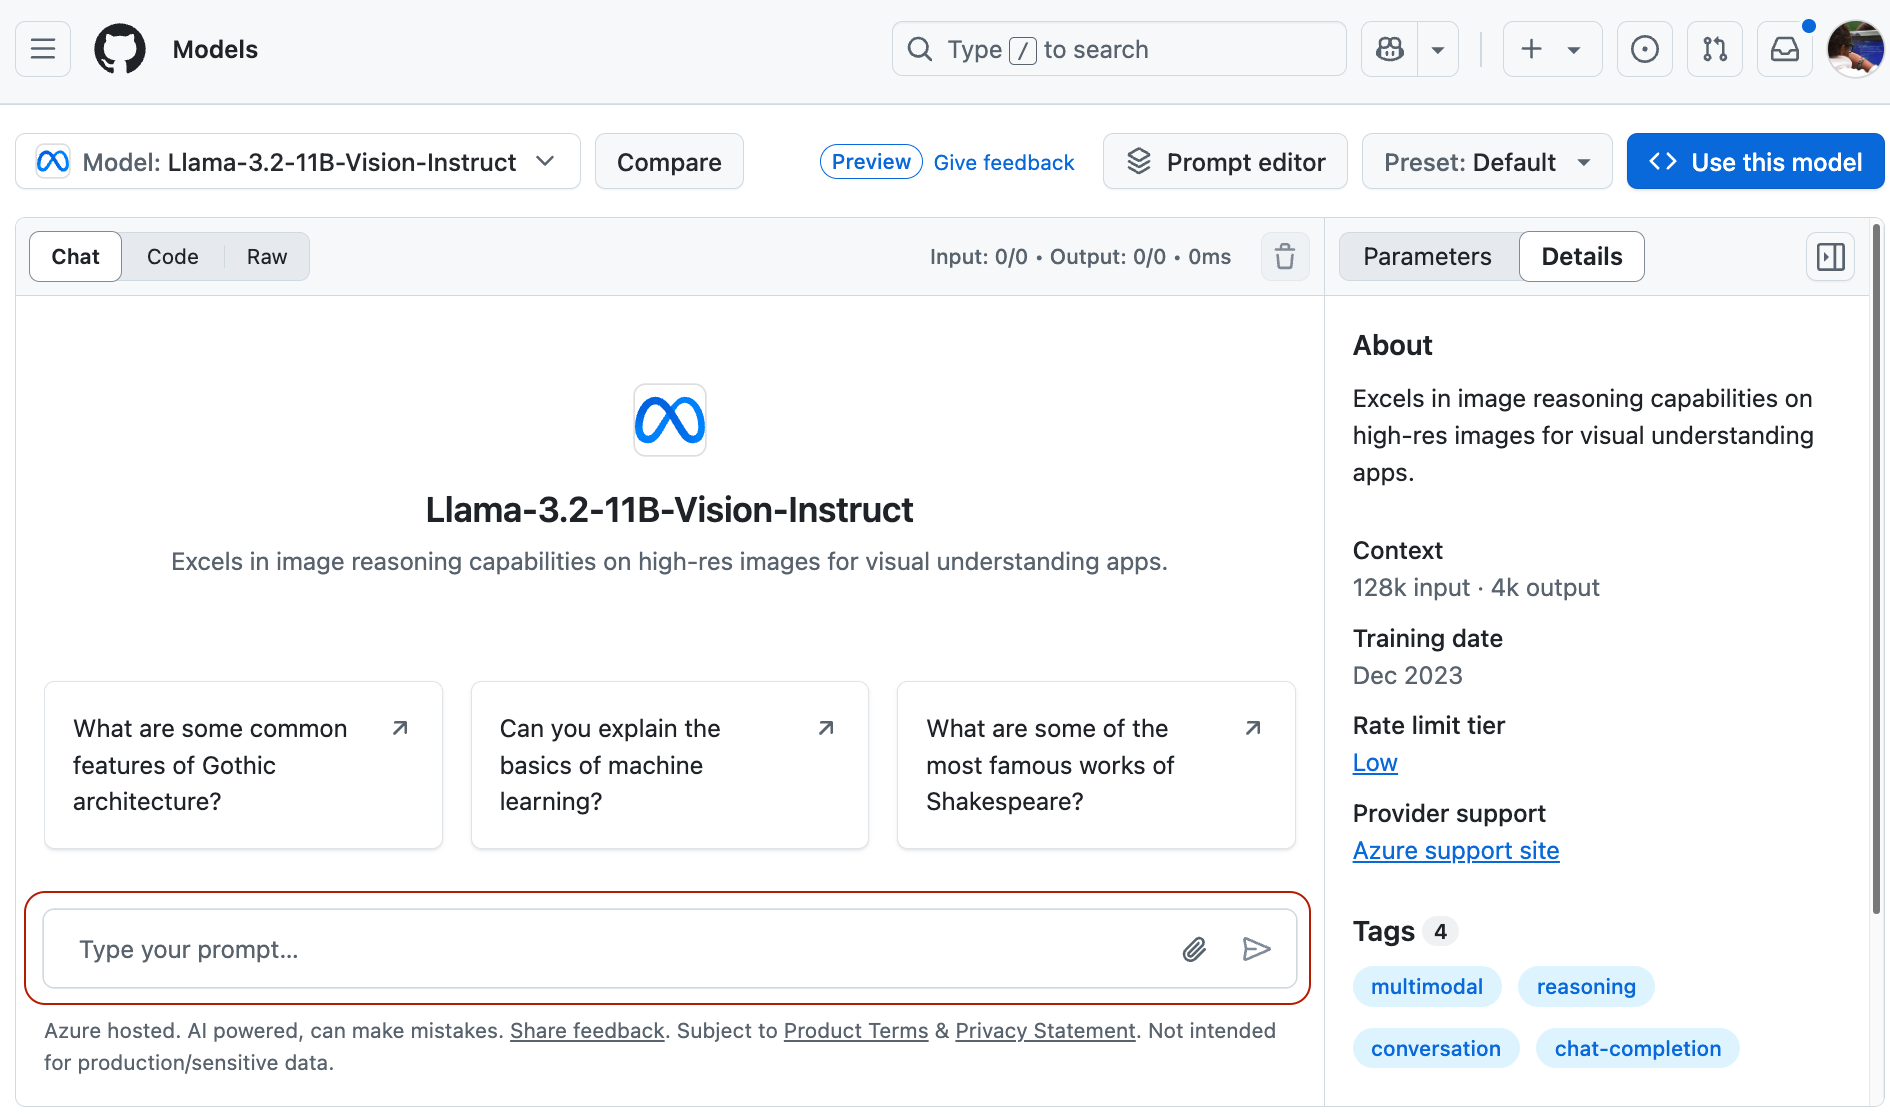 Models
Type / to search
Model: Llama-3.2-11B-Vision-Instruct
Compare
Preview
Give feedback
Prompt editor
Preset: Default
Use this model
Chat
Code
Raw
Input: 0/0 • Output: 0/0 • 0ms
Parameters
Details
Llama-3.2-11B-Vision-Instruct
Excels in image reasoning capabilities on high-res images for visual understanding apps.
What are some common
features of Gothic
architecture?
Can you explain the
basics of machine
learning?
What are some of the
most famous works of
Shakespeare?
Type your prompt...
Azure hosted. AI powered, can make mistakes. Share feedback. Subject to Product Terms & Privacy Statement. Not intended
for production/sensitive data.
About
Excels in image reasoning capabilities on
high-res images for visual understanding
apps.
Context
128k input · 4k output
Training date
Dec 2023
Rate limit tier
Low
Provider support
Azure support site
Tags 4
multimodal
reasoning
conversation
chat-completion